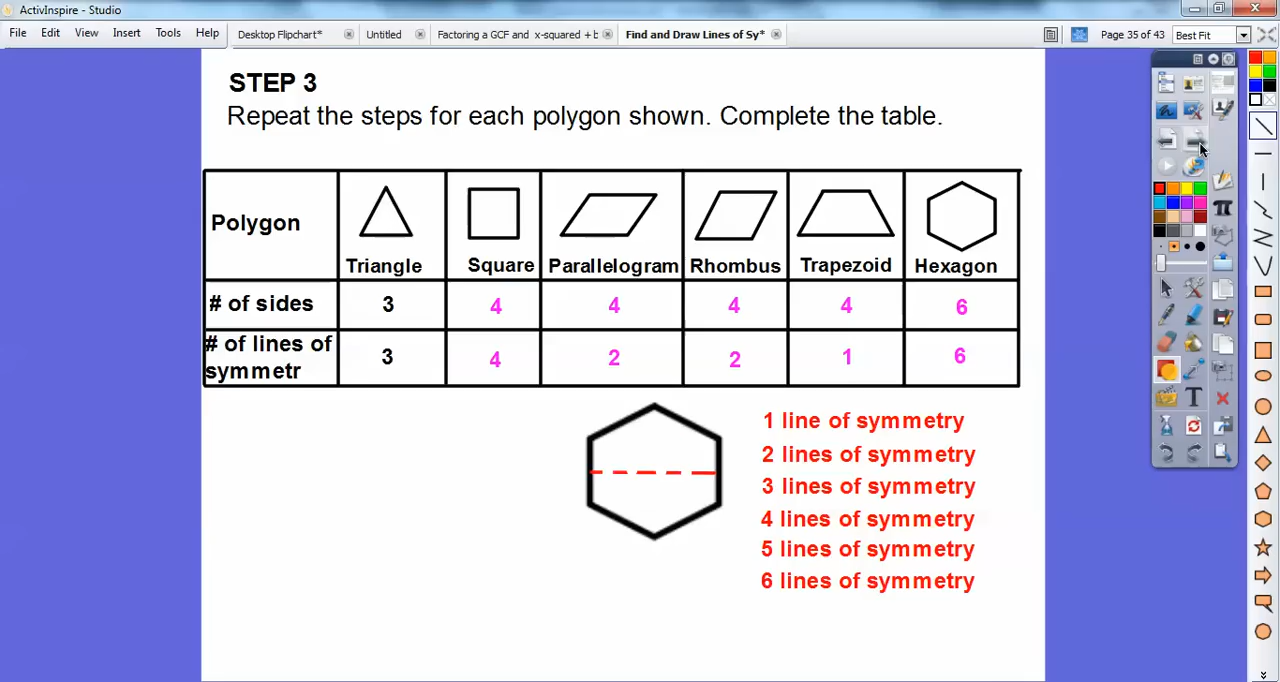 ActivInspire - Studio
File Edit View Insert Tools Help Desktop Flipchart* Untitled Factoring a GCF and x-squared + b Find and Draw Lines of Sy* Page 35 of 43 Best Fit
STEP 3
Repeat the steps for each polygon shown. Complete the table.
Polygon Triangle Square Parallelogram Rhombus Trapezoid Hexagon
# of sides 3 4 4 4 4 6
# of lines of
symmetr 3 4 2 2 1 6
1 line of symmetry
2 lines of symmetry
3 lines of symmetry
4 lines of symmetry
5 lines of symmetry
6 lines of symmetry